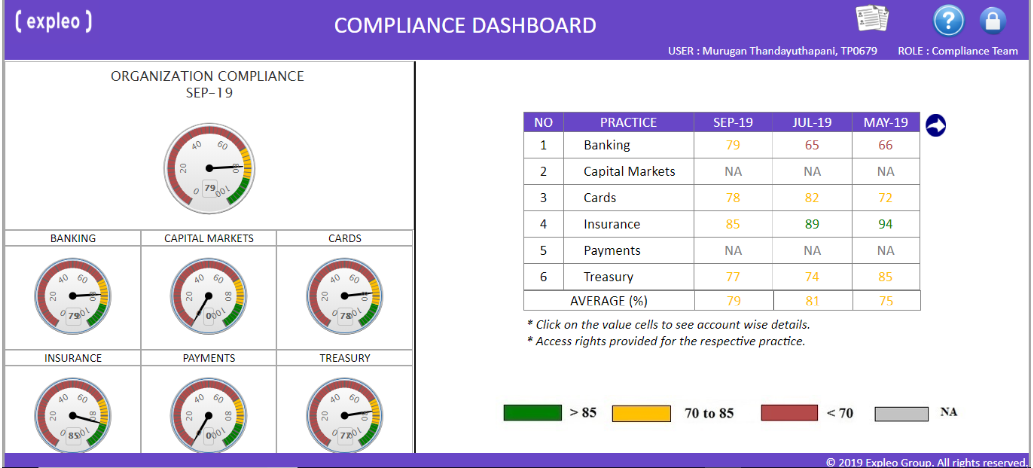 ( expleo )
COMPLIANCE DASHBOARD
USER : Murugan Thandayuthapani, TP0679 ROLE : Compliance Team
ORGANIZATION COMPLIANCE
SEP-19
0 20 40 60 80 100
79
BANKING CAPITAL MARKETS CARDS
0 20 40 60 80 100
79
0 20 40 60 80 100
0
0 20 40 60 80 100
78
INSURANCE PAYMENTS TREASURY
0 20 40 60 80 100
85
0 20 40 60 80 100
0
0 20 40 60 80 100
77
NO PRACTICE SEP-19 JUL-19 MAY-19
1 Banking 79 65 66
2 Capital Markets NA NA NA
3 Cards 78 82 72
4 Insurance 85 89 94
5 Payments NA NA NA
6 Treasury 77 74 85
AVERAGE (%) 79 81 75
* Click on the value cells to see account wise details.
* Access rights provided for the respective practice.
> 85 70 to 85 < 70 NA
© 2019 Expleo Group. All rights reserved.